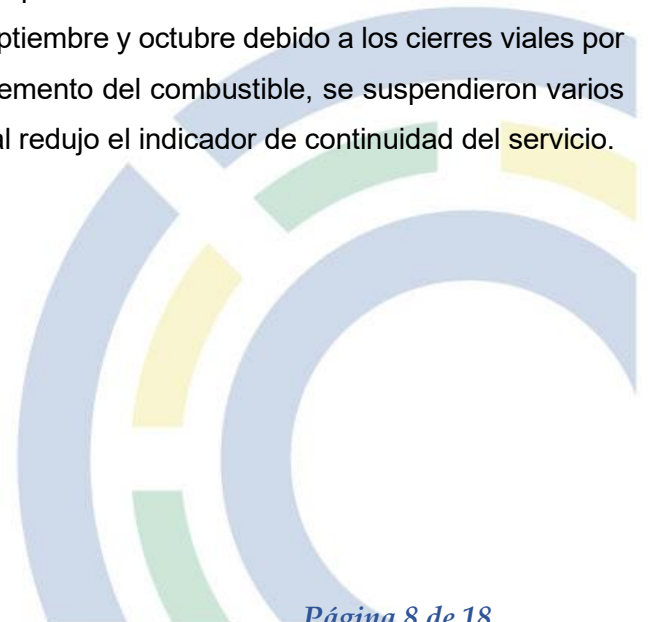 ptiembre y octubre debido a los cierres viales por
emento del combustible, se suspendieron varios
al redujo el indicador de continuidad del servicio.
Página 8 de 18